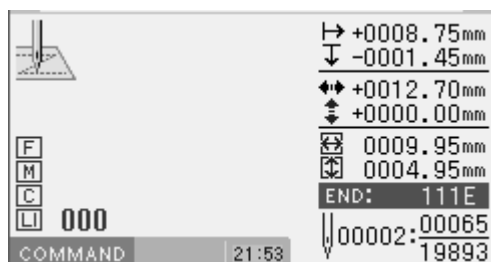 +0008.75mm
-0001.45mm
+0012.70mm
+0000.00mm
0009.95mm
0004.95mm
F
M
C
LI 000
END: 111E
00002:00065
19893
COMMAND 21:53